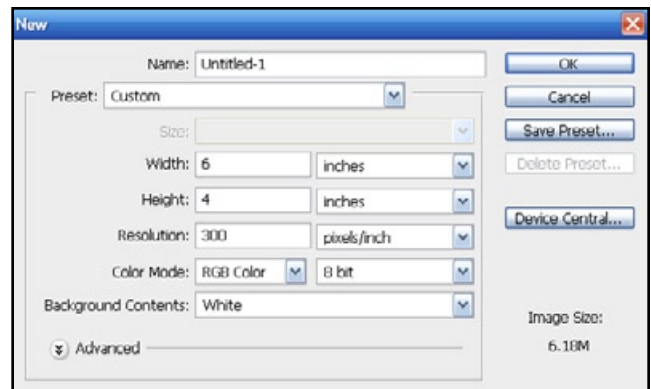 New
Name: Untitled-1
OK
Preset: Custom
Cancel
Size:
Save Preset...
Width: 6 inches
Delete Preset...
Height: 4 inches
Device Central...
Resolution: 300 pixels/inch
Color Mode: RGB Color 8 bit
Background Contents: White
Image Size:
6.18M
Advanced